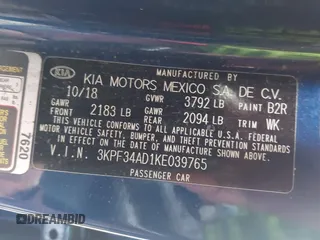 MANUFACTURED BY
KIA KIA MOTORS MEXICO S.A. DE C.V.
10/18 GVWR 3792 LB PAINT B2R
GAWR FRONT 2183 LB GAWR REAR 2094 LB TRIM WK
THIS VEHICLE CONFORMS TO ALL APPLICABLE U.S.A. FEDERAL
MOTOR VEHICLE SAFETY, BUMPER, AND THEFT PREVENTION STANDARDS
IN EFFECT ON THE DATE OF MANUFACTURE SHOWN ABOVE.
V.I.N. 3KPF34AD1KE039765
PASSENGER CAR
7620
DREAMBID